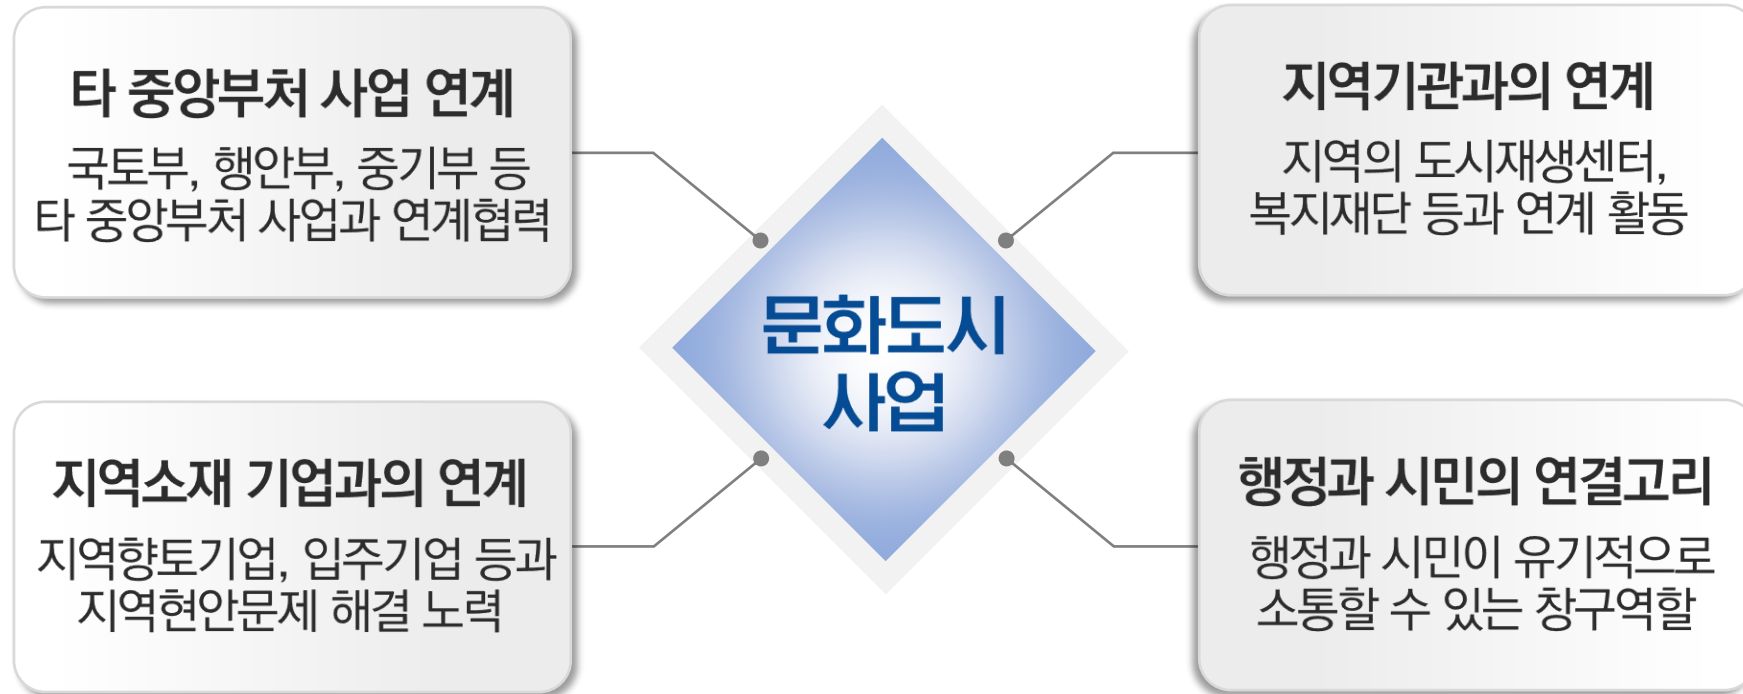 타 중앙부처 사업 연계
국토부, 행안부, 중기부 등
타 중앙부처 사업과 연계협력
지역기관과의 연계
지역의 도시재생센터,
복지재단 등과 연계 활동
문화도시
사업
지역소재 기업과의 연계
지역향토기업, 입주기업 등과
지역현안문제 해결 노력
행정과 시민의 연결고리
행정과 시민이 유기적으로
소통할 수 있는 창구역할